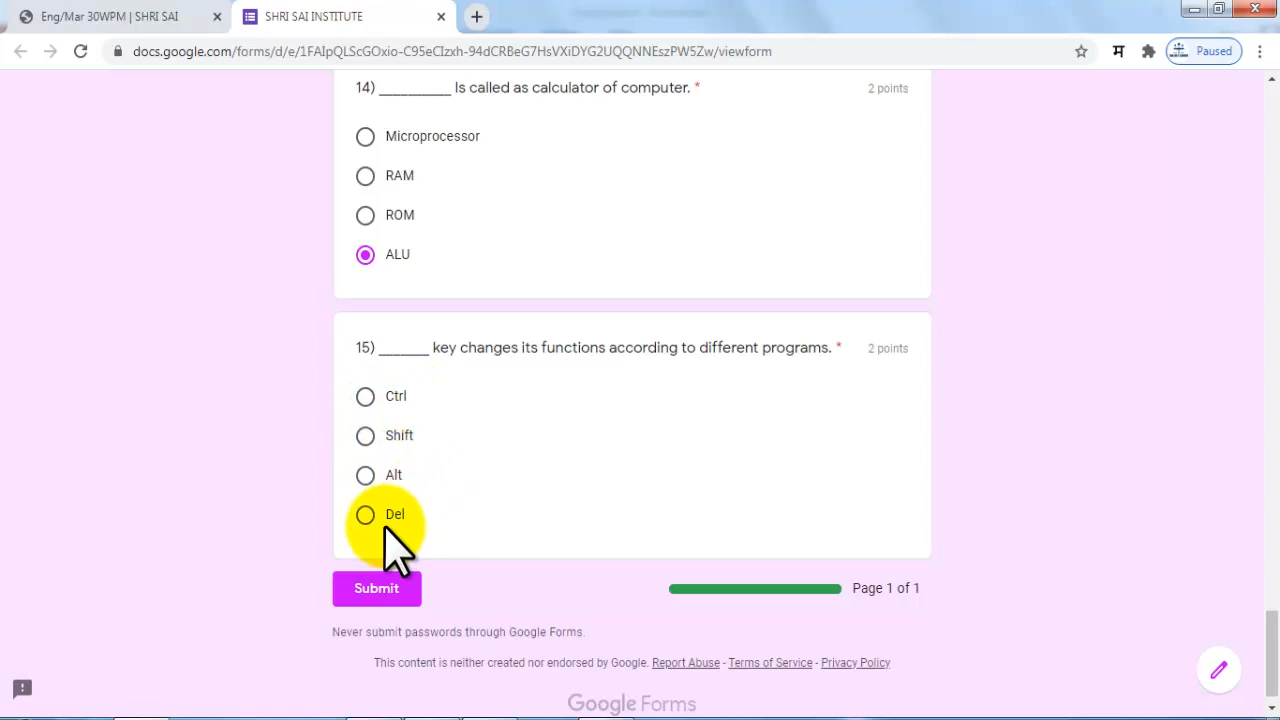 Eng/Mar 30WPM | SHRI SAI
SHRI SAI INSTITUTE
docs.google.com/forms/d/e/1FAIpQLScGOxio-C95eCIzxh-94dCRBeG7HsVXiDYG2UQQNNEszPW5Zw/viewform
म
Paused
14) _________ Is called as calculator of computer. *
2 points
Microprocessor
RAM
ROM
ALU
15) ______ key changes its functions according to different programs. *
2 points
Ctrl
Shift
Alt
Del
Submit
Page 1 of 1
Never submit passwords through Google Forms.
This content is neither created nor endorsed by Google. Report Abuse - Terms of Service - Privacy Policy
Google Forms